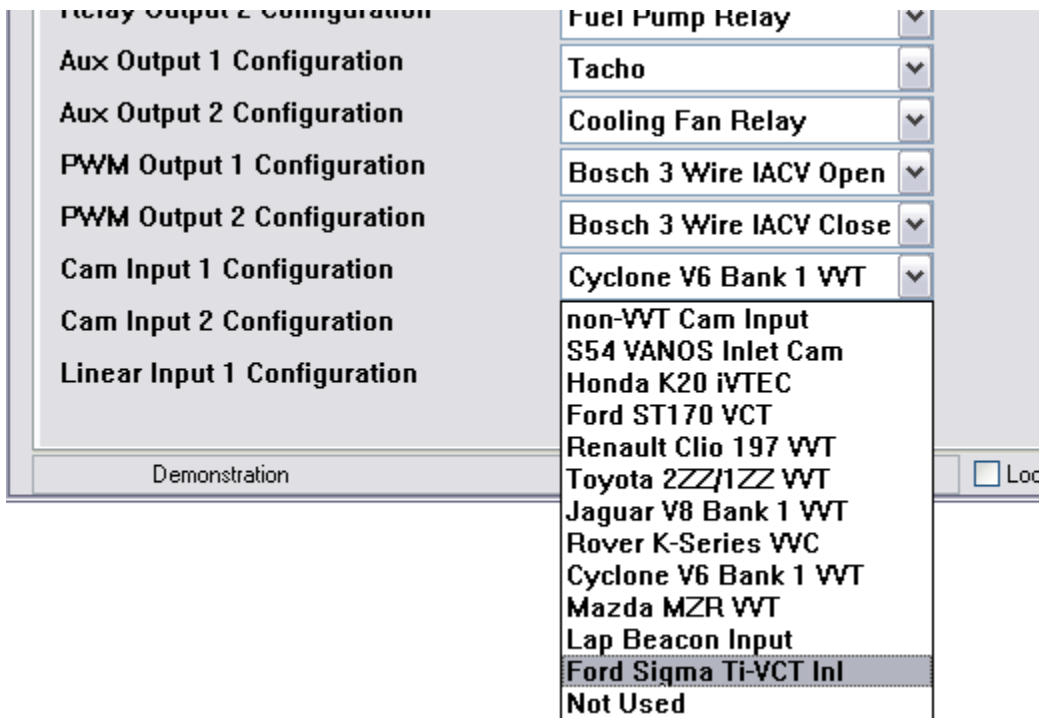 Relay Output 2 Configuration Fuel Pump Relay
Aux Output 1 Configuration Tacho
Aux Output 2 Configuration Cooling Fan Relay
PWM Output 1 Configuration Bosch 3 Wire IACV Open
PWM Output 2 Configuration Bosch 3 Wire IACV Close
Cam Input 1 Configuration Cyclone V6 Bank 1 VVT
Cam Input 2 Configuration
Linear Input 1 Configuration
non-VVT Cam Input
S54 VANOS Inlet Cam
Honda K20 iVTEC
Ford ST170 VCT
Renault Clio 197 VVT
Toyota 2ZZ/1ZZ VVT
Jaguar V8 Bank 1 VVT
Rover K-Series VVC
Cyclone V6 Bank 1 VVT
Mazda MZR VVT
Lap Beacon Input
Ford Sigma Ti-VCT Inl
Not Used
Demonstration